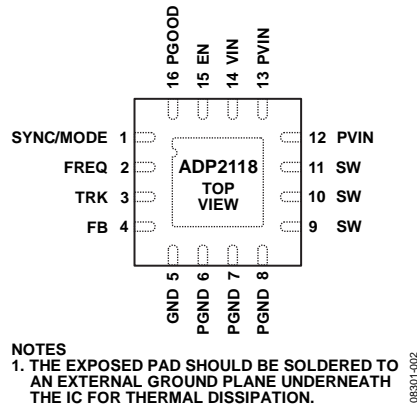 16 PGOOD
15 EN
14 VIN
13 PVIN
SYNC/MODE 1
FREQ 2
TRK 3
FB 4
ADP2118
TOP
VIEW
12 PVIN
11 SW
10 SW
9 SW
GND 5
PGND 6
PGND 7
PGND 8
NOTES
1. THE EXPOSED PAD SHOULD BE SOLDERED TO
AN EXTERNAL GROUND PLANE UNDERNEATH
THE IC FOR THERMAL DISSIPATION.
08301-002